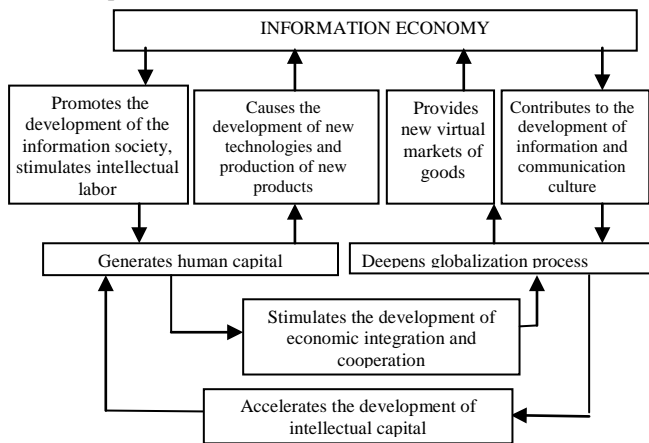 INFORMATION ECONOMY
Promotes the
development of the
information society,
stimulates intellectual
labor
Causes the
development of new
technologies and
production of new
products
Provides
new virtual
markets of
goods
Contributes to the
development of
information and
communication
culture
Generates human capital
Deepens globalization process
Stimulates the development of
economic integration and
cooperation
Accelerates the development of
intellectual capital